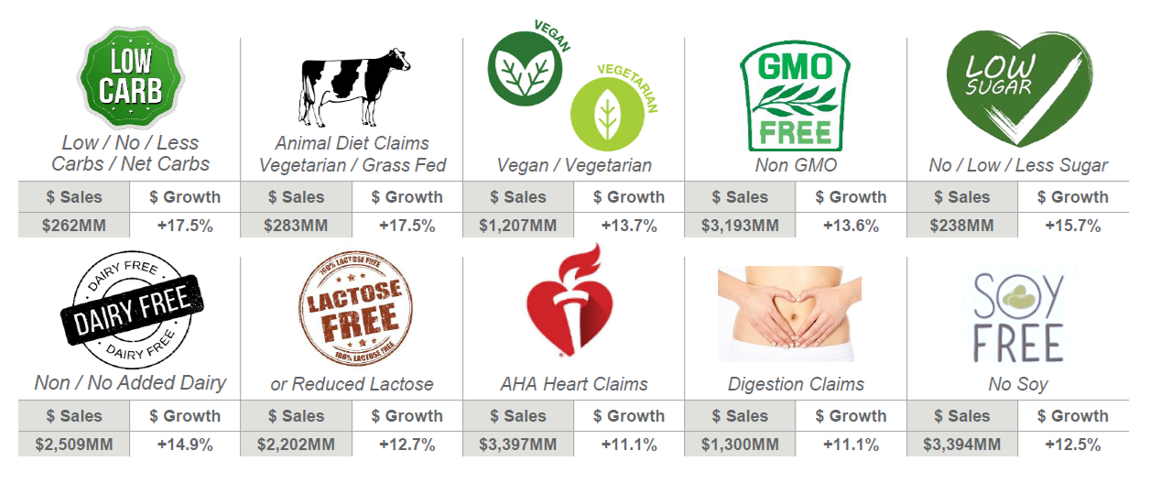 LOW
CARB
VEGAN
VEGETARIAN
GMO
FREE
LOW
SUGAR
Low / No / Less
Carbs / Net Carbs
Animal Diet Claims
Vegetarian / Grass Fed
Vegan / Vegetarian
Non GMO
No / Low / Less Sugar
$ Sales $ Growth $ Sales $ Growth $ Sales $ Growth $ Sales $ Growth $ Sales $ Growth
$262MM +17.5% $283MM +17.5% $1,207MM +13.7% $3,193MM +13.6% $238MM +15.7%
DAIRY FREE
DAIRY FREE
DAIRY FREE
100% LACTOSE FREE
LACTOSE
FREE
100% LACTOSE FREE
SOY
FREE
Non / No Added Dairy
or Reduced Lactose
AHA Heart Claims
Digestion Claims
No Soy
$ Sales $ Growth $ Sales $ Growth $ Sales $ Growth $ Sales $ Growth $ Sales $ Growth
$2,509MM +14.9% $2,202MM +12.7% $3,397MM +11.1% $1,300MM +11.1% $3,394MM +12.5%